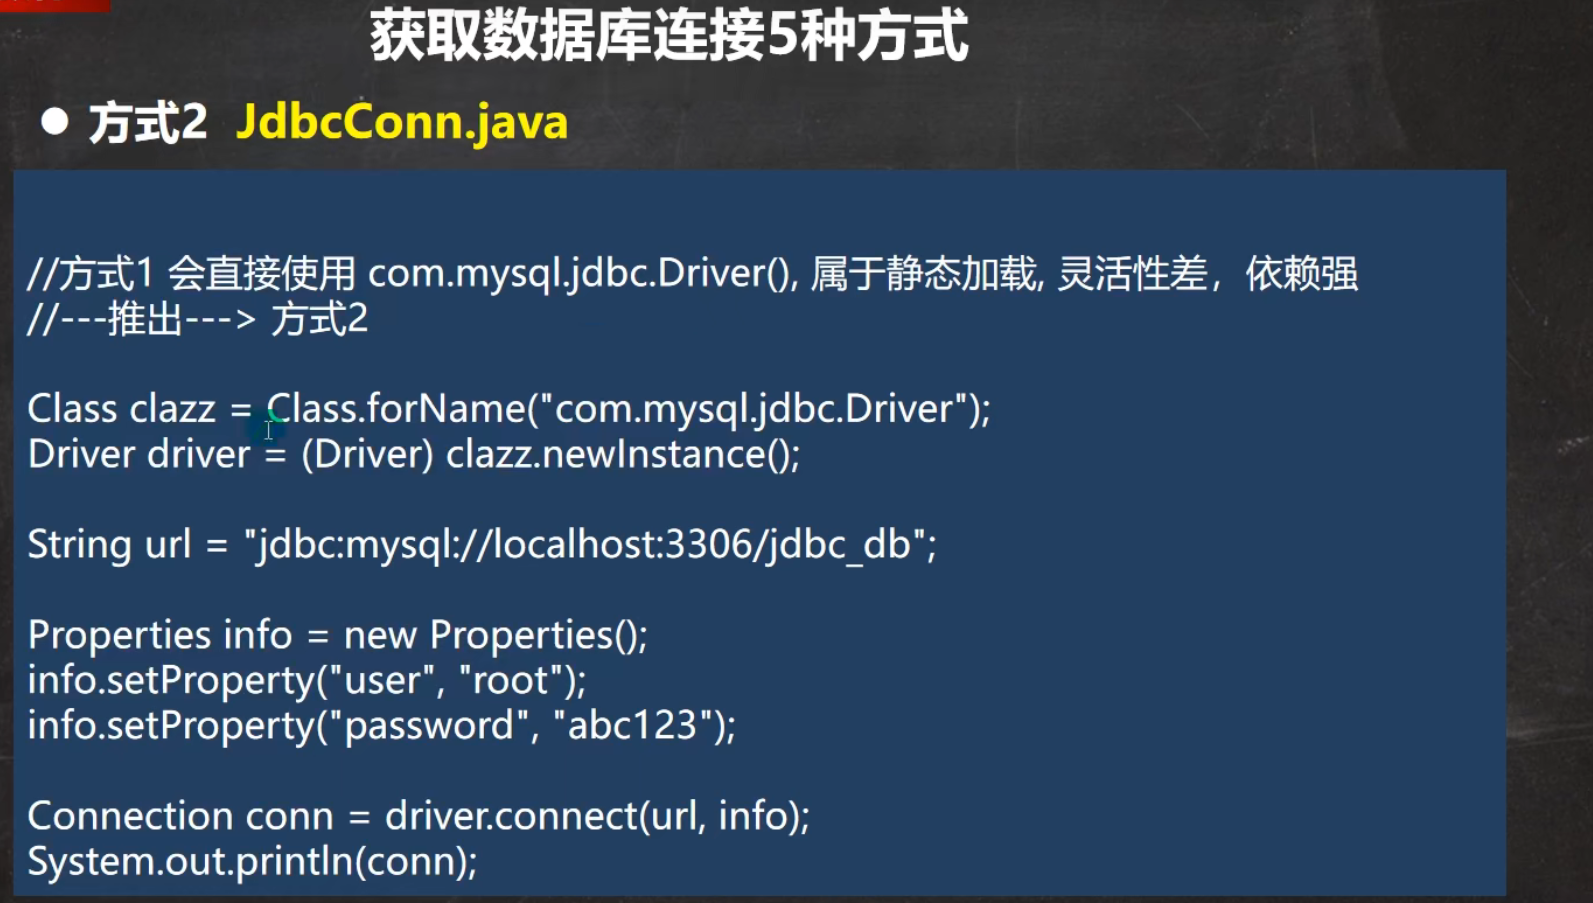 获取数据库连接5种方式
● 方式2 JdbcConn.java
//方式1 会直接使用 com.mysql.jdbc.Driver(), 属于静态加载, 灵活性差，依赖强
//---推出---> 方式2
Class clazz = Class.forName("com.mysql.jdbc.Driver");
Driver driver = (Driver) clazz.newInstance();
String url = "jdbc:mysql://localhost:3306/jdbc_db";
Properties info = new Properties();
info.setProperty("user", "root");
info.setProperty("password", "abc123");
Connection conn = driver.connect(url, info);
System.out.println(conn);